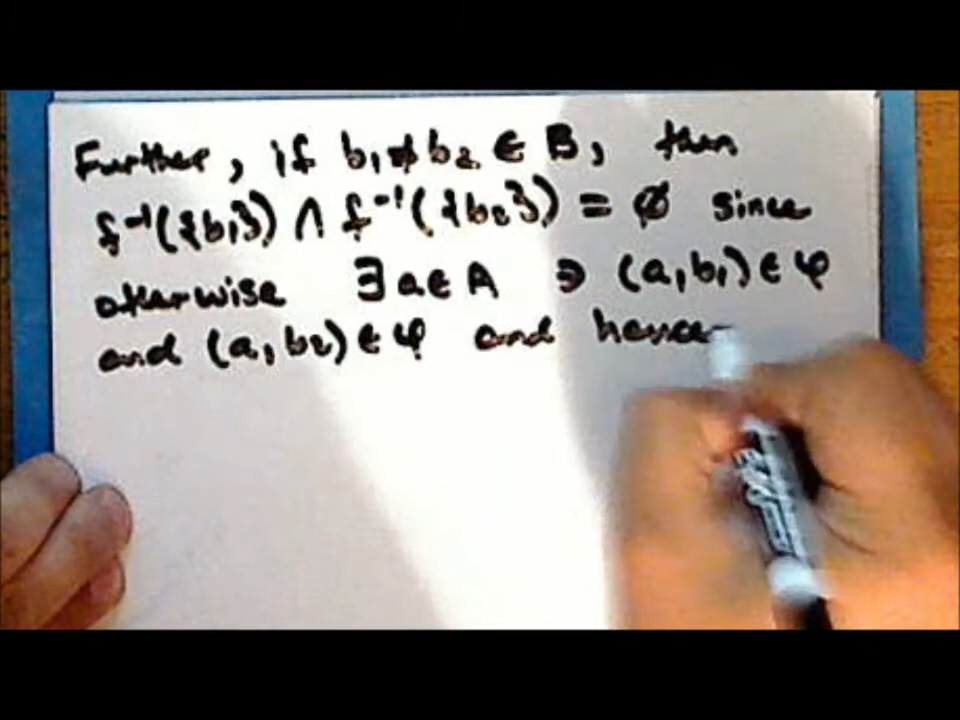 Further, if b₁ ≠ b₂ ∈ B, then
f⁻¹({b₁}) ∩ f⁻¹({b₂}) = ∅ since
otherwise ∃ a ∈ A ∋ (a, b₁) ∈ φ
and (a, b₂) ∈ φ and hence